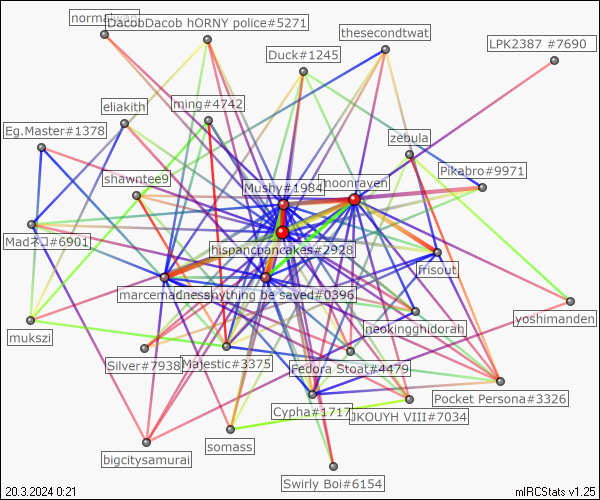 normalwan
DacobDacob hORNY police#5271
thesecondtwat
LPK2387 #7690
Duck#1245
eliakith
ming#4742
Eg.Master#1378
zebula
Pikabro#9971
shawntee9
Mushy#1984
moonraven
Madネコ#6901
hispancpancakes#2928
frisout
marcemadness
nything be saved#0396
neokingghidorah
yoshimanden
mukszi
Silver#7938
Majestic#3375
Fedora Stoat#4479
Pocket Persona#3326
Cypha#1717
JKOUYH VIII#7034
somass
bigcitysamurai
Swirly Boi#6154
20.3.2024 0:21
mIRCStats v1.25